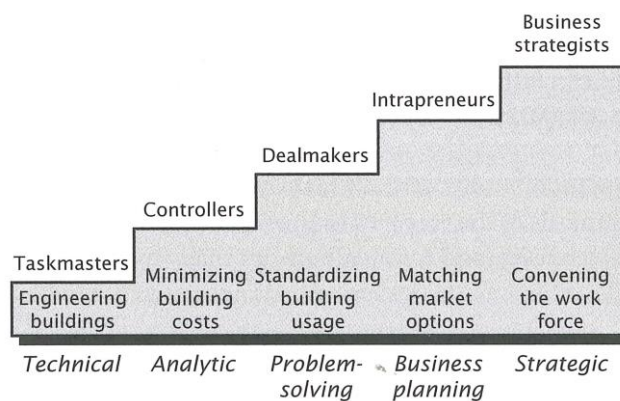 Business
strategists
Intrapreneurs
Dealmakers
Controllers
Taskmasters
Engineering
buildings
Minimizing
building
costs
Standardizing
building
usage
Matching
market
options
Convening
the work
force
Technical
Analytic
Problem-
solving
Business
planning
Strategic